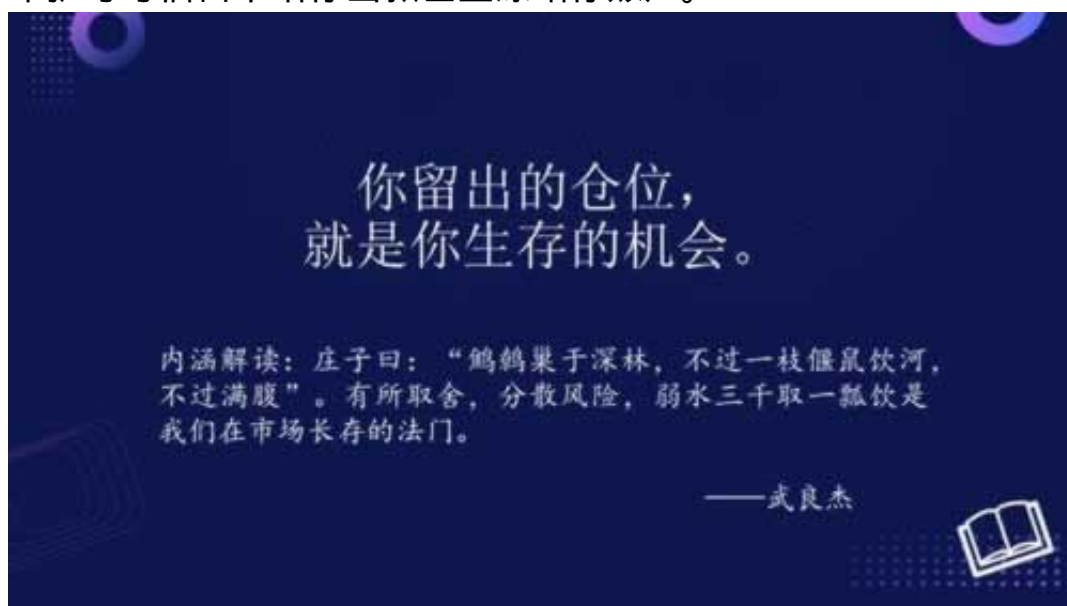 你留出的仓位，
就是你生存的机会。
内涵解读：庄子曰：“鹪鹩巢于深林，不过一枝偃鼠饮河，
不过满腹”。有所取舍，分散风险，弱水三千取一瓢饮是
我们在市场长存的法门。
——武良杰